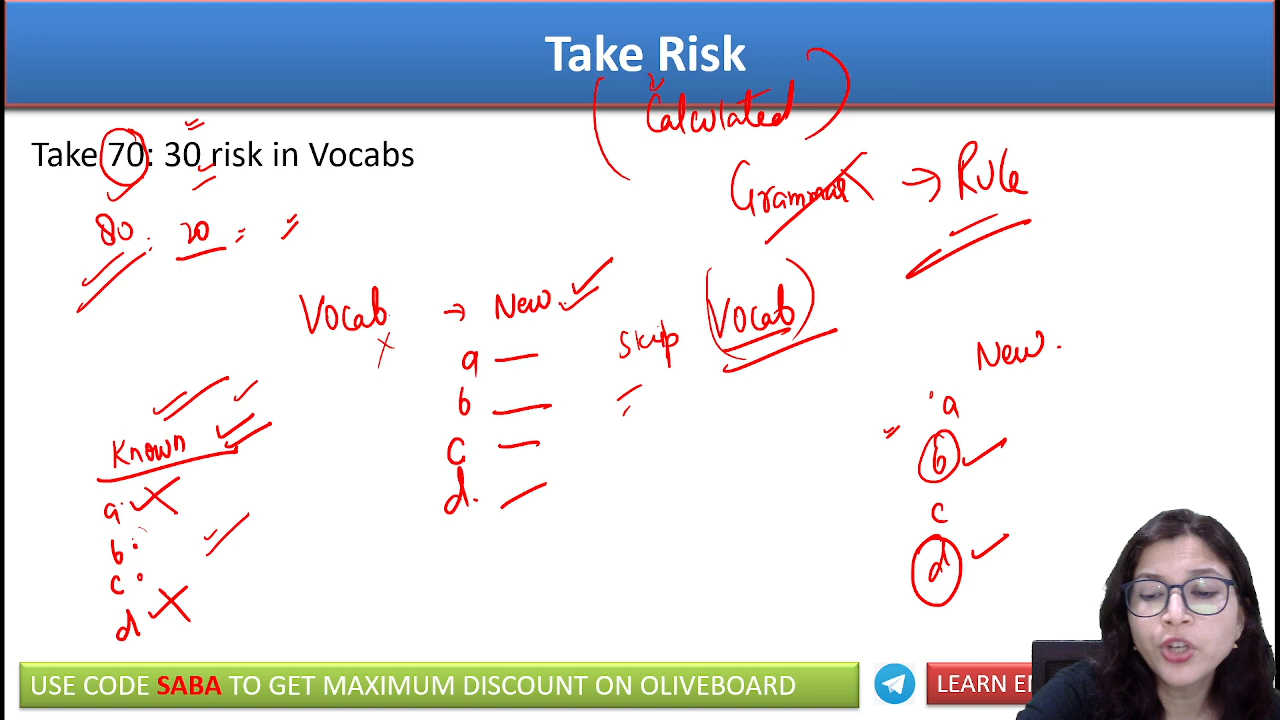 Take Risk
(Calculated)
Take 70: 30 risk in Vocabs
Grammar → Rule
80 : 20
Vocab → New
Skip (Vocab)
New.
a
b
c
d.
a
b
c
d
Known
a
b
c
d
USE CODE SABA TO GET MAXIMUM DISCOUNT ON OLIVEBOARD
LEARN